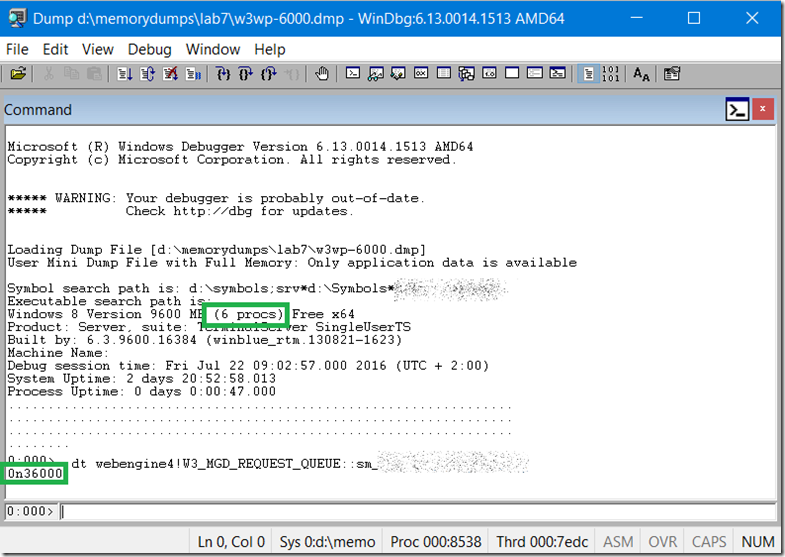 Dump d:\memorydumps\lab7\w3wp-6000.dmp - WinDbg:6.13.0014.1513 AMD64
File Edit View Debug Window Help
Command
Microsoft (R) Windows Debugger Version 6.13.0014.1513 AMD64
Copyright (c) Microsoft Corporation. All rights reserved.
***** WARNING: Your debugger is probably out-of-date.
***** Check http://dbg for updates.
Loading Dump File [d:\memorydumps\lab7\w3wp-6000.dmp]
User Mini Dump File with Full Memory: Only application data is available
Symbol search path is: d:\symbols;srv*d:\Symbols*
Executable search path is:
Windows 8 Version 9600 MP (6 procs) Free x64
Product: Server, suite: TerminalServer SingleUserTS
Built by: 6.3.9600.16384 (winblue_rtm.130821-1623)
Machine Name:
Debug session time: Fri Jul 22 09:02:57.000 2016 (UTC + 2:00)
System Uptime: 2 days 20:52:58.013
Process Uptime: 0 days 0:00:47.000
................................................................
................................................................
................................................................
........
0:000> dt webengine4!W3_MGD_REQUEST_QUEUE::sm_
0n36000
0:000>
Ln 0, Col 0 Sys 0:d:\memo Proc 000:8538 Thrd 000:7edc ASM OVR CAPS NUM